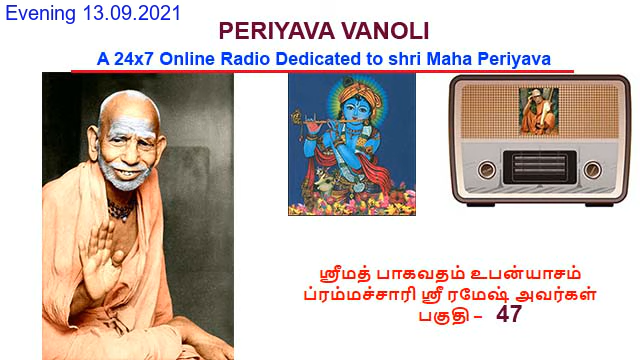 Evening 13.09.2021
PERIYAVA VANOLI
A 24x7 Online Radio Dedicated to shri Maha Periyava
ஸ்ரீமத் பாகவதம் உபன்யாசம்
ப்ரம்மச்சாரி ஸ்ரீ ரமேஷ் அவர்கள்
பகுதி – 47